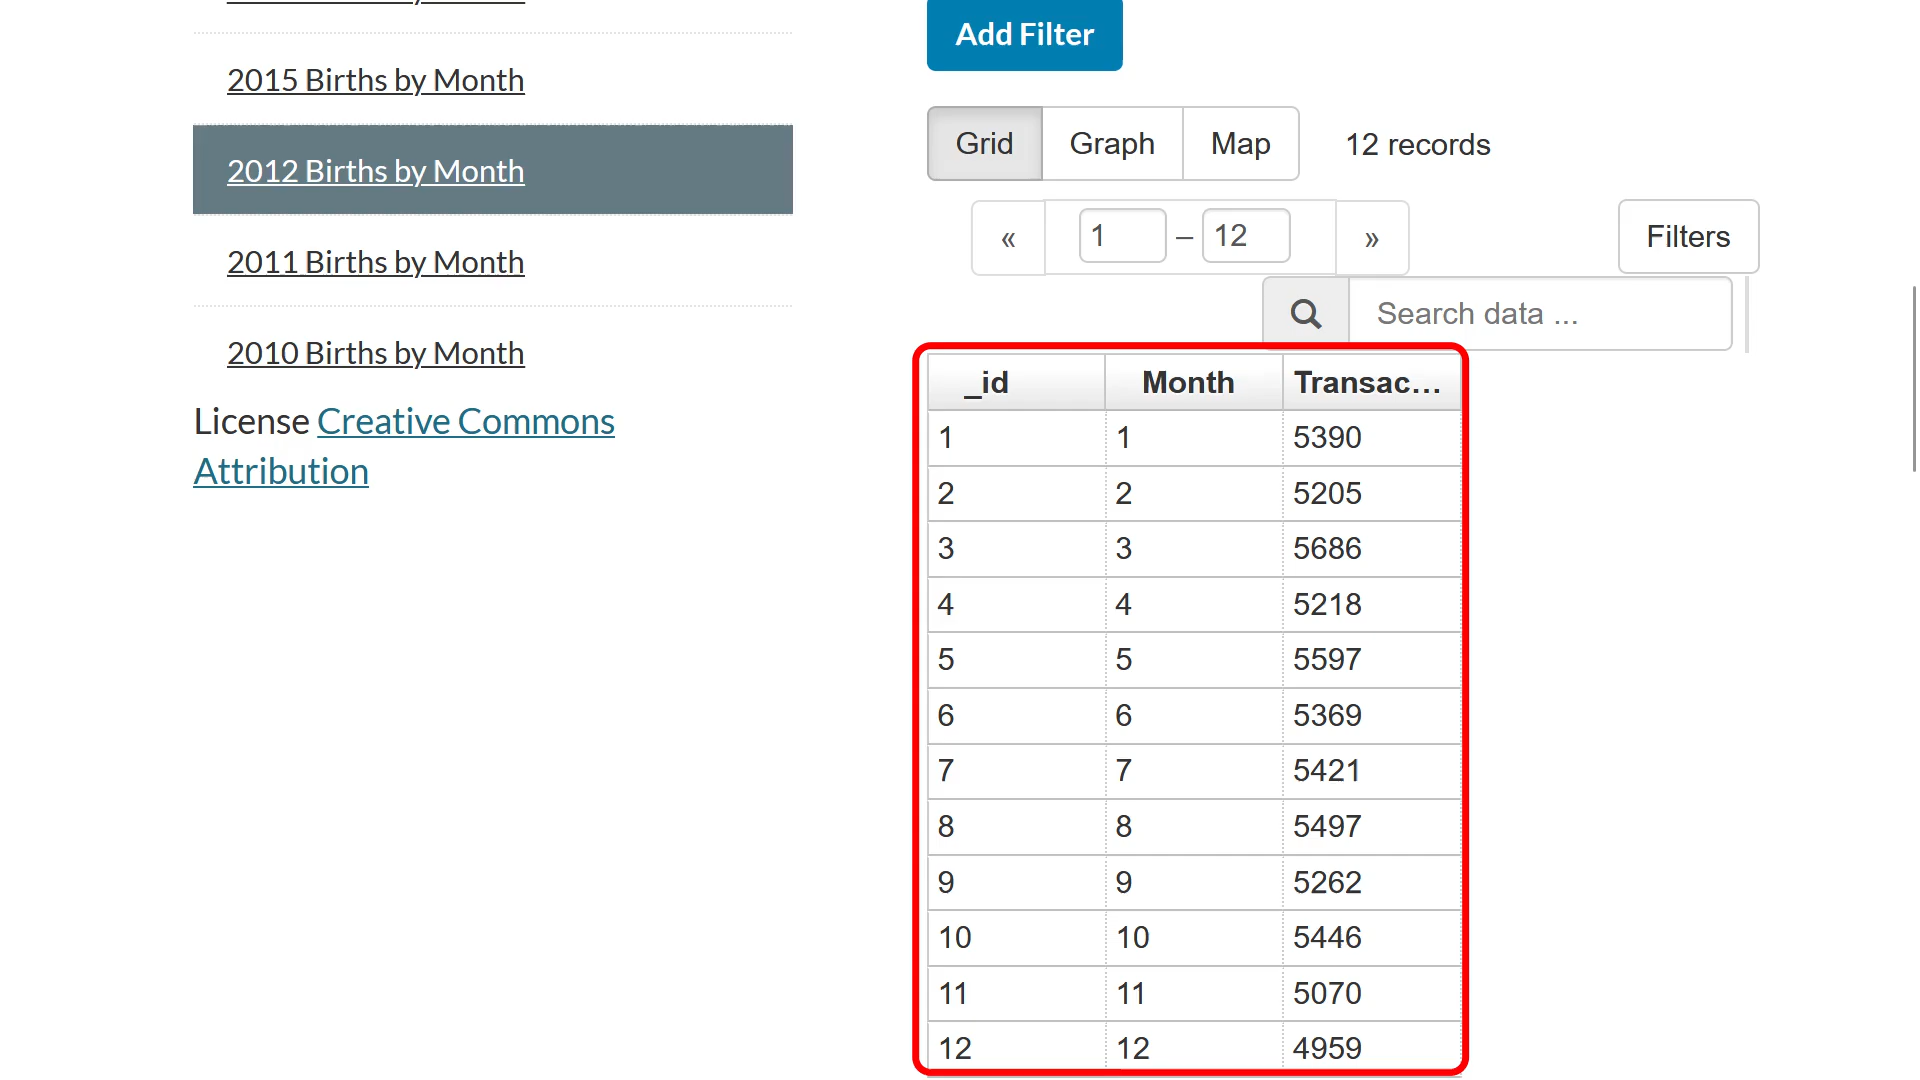 2015 Births by Month
2012 Births by Month
2011 Births by Month
2010 Births by Month
License Creative Commons
Attribution
Add Filter
Grid Graph Map 12 records
« 1 – 12 » Filters
Search data ...
_id Month Transac...
1 1 5390
2 2 5205
3 3 5686
4 4 5218
5 5 5597
6 6 5369
7 7 5421
8 8 5497
9 9 5262
10 10 5446
11 11 5070
12 12 4959